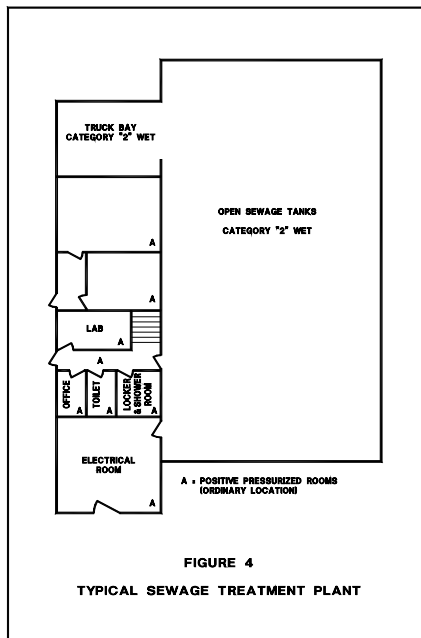 TRUCK BAY
CATEGORY "2" WET
OPEN SEWAGE TANKS
CATEGORY "2" WET
A
A
LAB
A
A
OFFICE
A
TOILET
A
LOCKER
& SHOWER
ROOM
A
ELECTRICAL
ROOM
A
A = POSITIVE PRESSURIZED ROOMS
(ORDINARY LOCATION)
FIGURE 4
TYPICAL SEWAGE TREATMENT PLANT